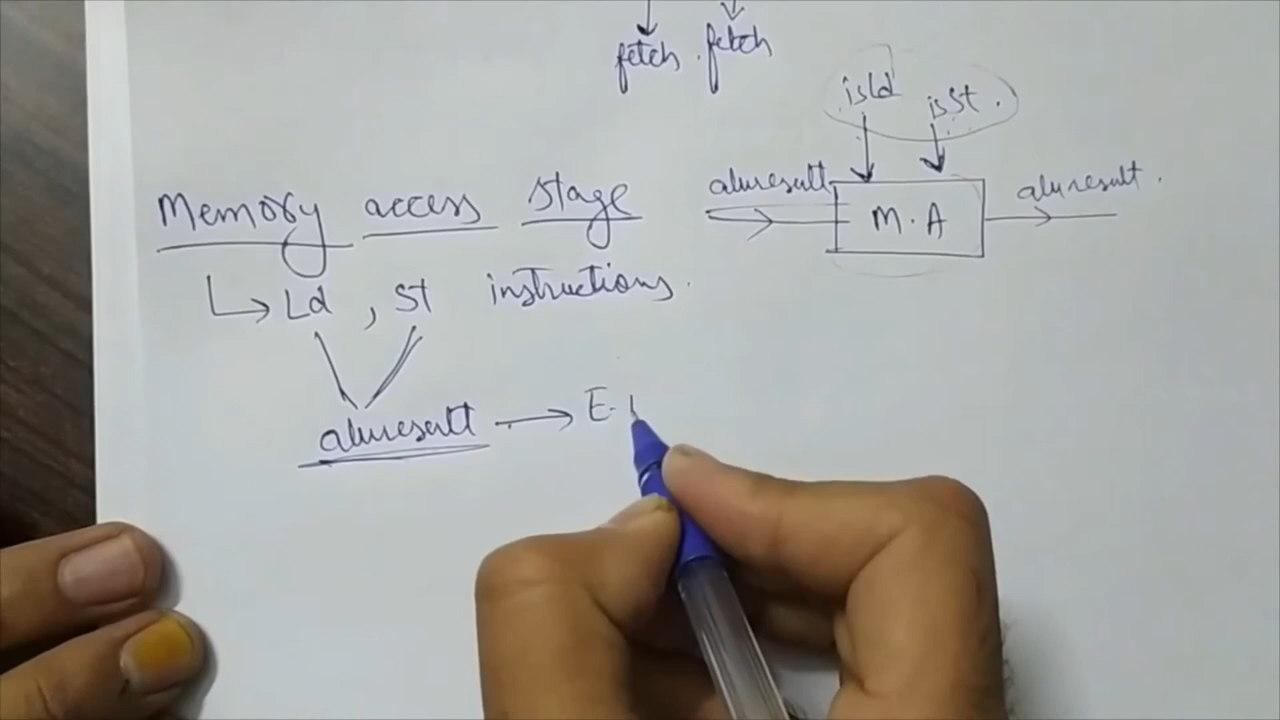 fetch . fetch
isLd isSt .
Memory access stage
aluresult M.A aluresult .
Ld , St instructions .
aluresult E.